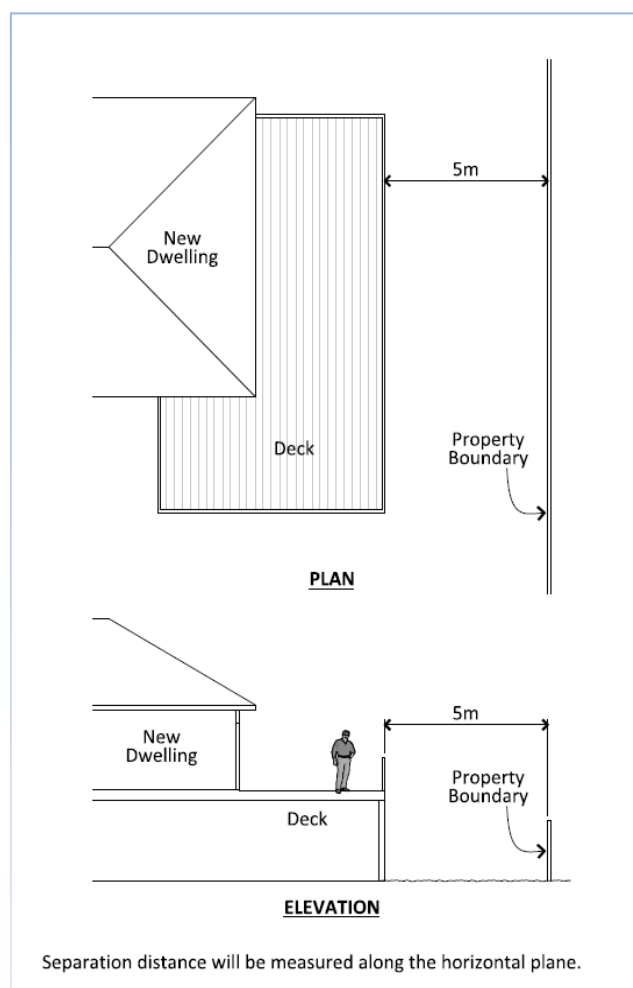 5m
New
Dwelling
Deck
Property
Boundary
PLAN
5m
New
Dwelling
Property
Boundary
Deck
ELEVATION
Separation distance will be measured along the horizontal plane.